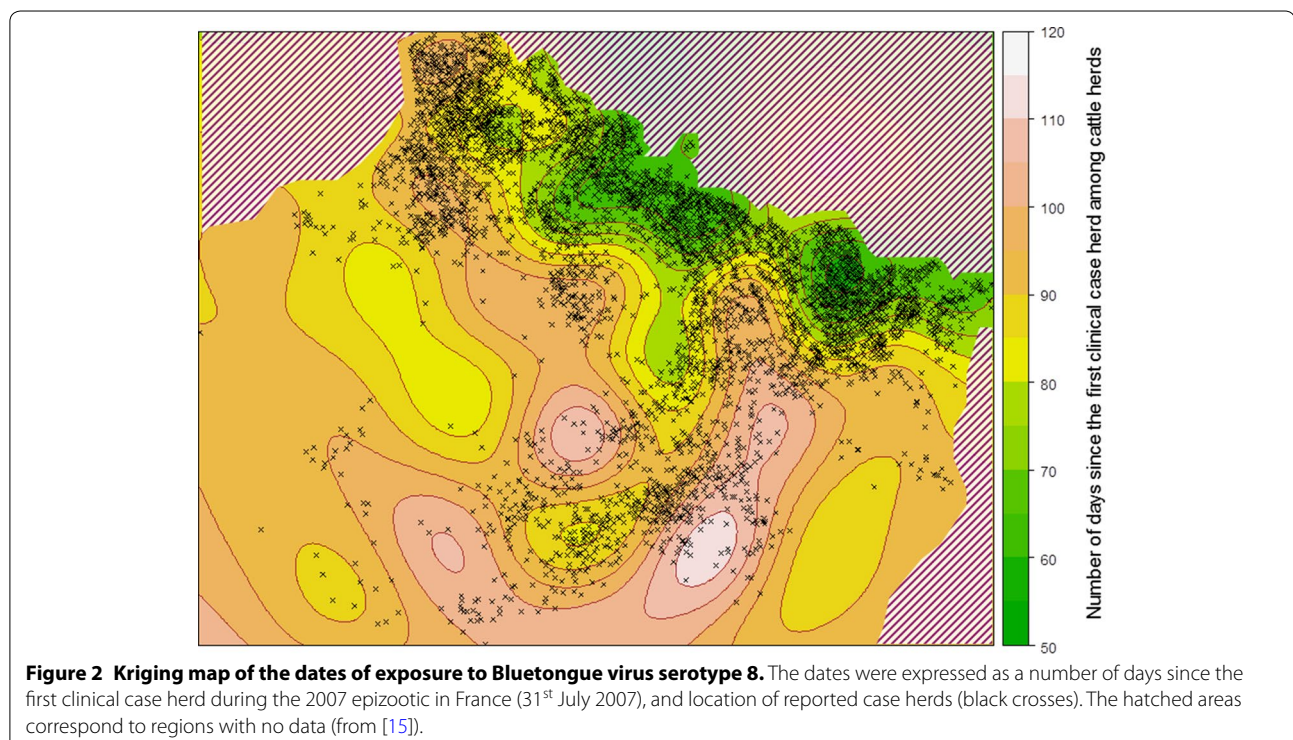 120
110
100
90
80
70
60
50
Number of days since the first clinical case herd among cattle herds
Figure 2 Kriging map of the dates of exposure to Bluetongue virus serotype 8. The dates were expressed as a number of days since the
first clinical case herd during the 2007 epizootic in France (31st July 2007), and location of reported case herds (black crosses). The hatched areas
correspond to regions with no data (from [15]).